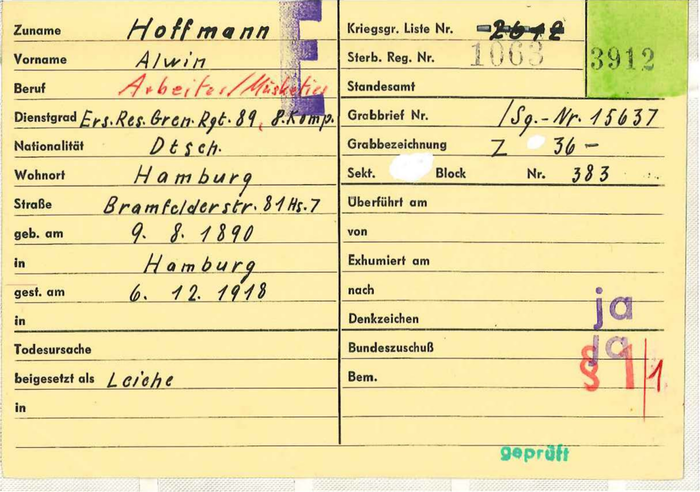 Zuname Hoffmann
Vorname Alwin
Beruf Arbeiter/Musketier
Dienstgrad Ers.Res.Gren.Rgt.89, 8.Komp.
Nationalität Dtsch.
Wohnort Hamburg
Straße Bramfelderstr. 81 Hs. 7
geb. am 9. 8. 1890
in Hamburg
gest. am 6. 12. 1918
in
Todesursache
beigesetzt als Leiche
in
E
Kriegsgr. Liste Nr.
Sterb. Reg. Nr. 1063
3912
Standesamt
Grabbrief Nr. /Sg.-Nr. 15637
Grabbezeichnung Z 36-
Sekt. Block Nr. 383
Überführt am
von
Exhumiert am
nach
Denkzeichen ja
Bundeszuschuß ja
Bem. § 1/1
geprüft